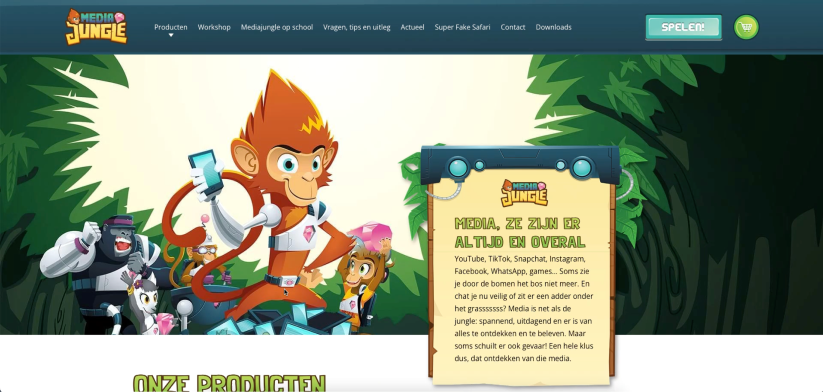 MEDIA
JUNGLE
Producten
Workshop
Mediajungle op school
Vragen, tips en uitleg
Actueel
Super Fake Safari
Contact
Downloads
SPELEN!
MEDIA
JUNGLE
MEDIA, ZE ZIJN ER
ALTIJD EN OVERAL
YouTube, TikTok, Snapchat, Instagram,
Facebook, WhatsApp, games... Soms zie
je door de bomen het bos niet meer. En
chat je nu veilig of zit er een adder onder
het grassssssss? Media is net als de
jungle: spannend, uitdagend en er is van
alles te ontdekken en te beleven. Maar
soms schuilt er ook gevaar! Een hele klus
dus, dat ontdekken van die media.
ONZE PRODUCTEN